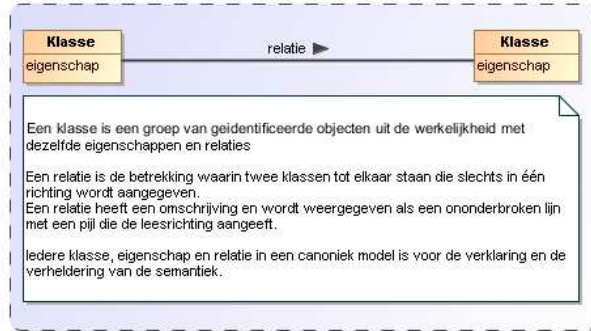 Klasse
eigenschap
relatie
Klasse
eigenschap
Een klasse is een groep van geidentificeerde objecten uit de werkelijkheid met
dezelfde eigenschappen en relaties
Een relatie is de betrekking waarin twee klassen tot elkaar staan die slechts in één
richting wordt aangegeven.
Een relatie heeft een omschrijving en wordt weergegeven als een ononderbroken lijn
met een pijl die de leesrichting aangeeft.
Iedere klasse, eigenschap en relatie in een canoniek model is voor de verklaring en de
verheldering van de semantiek.